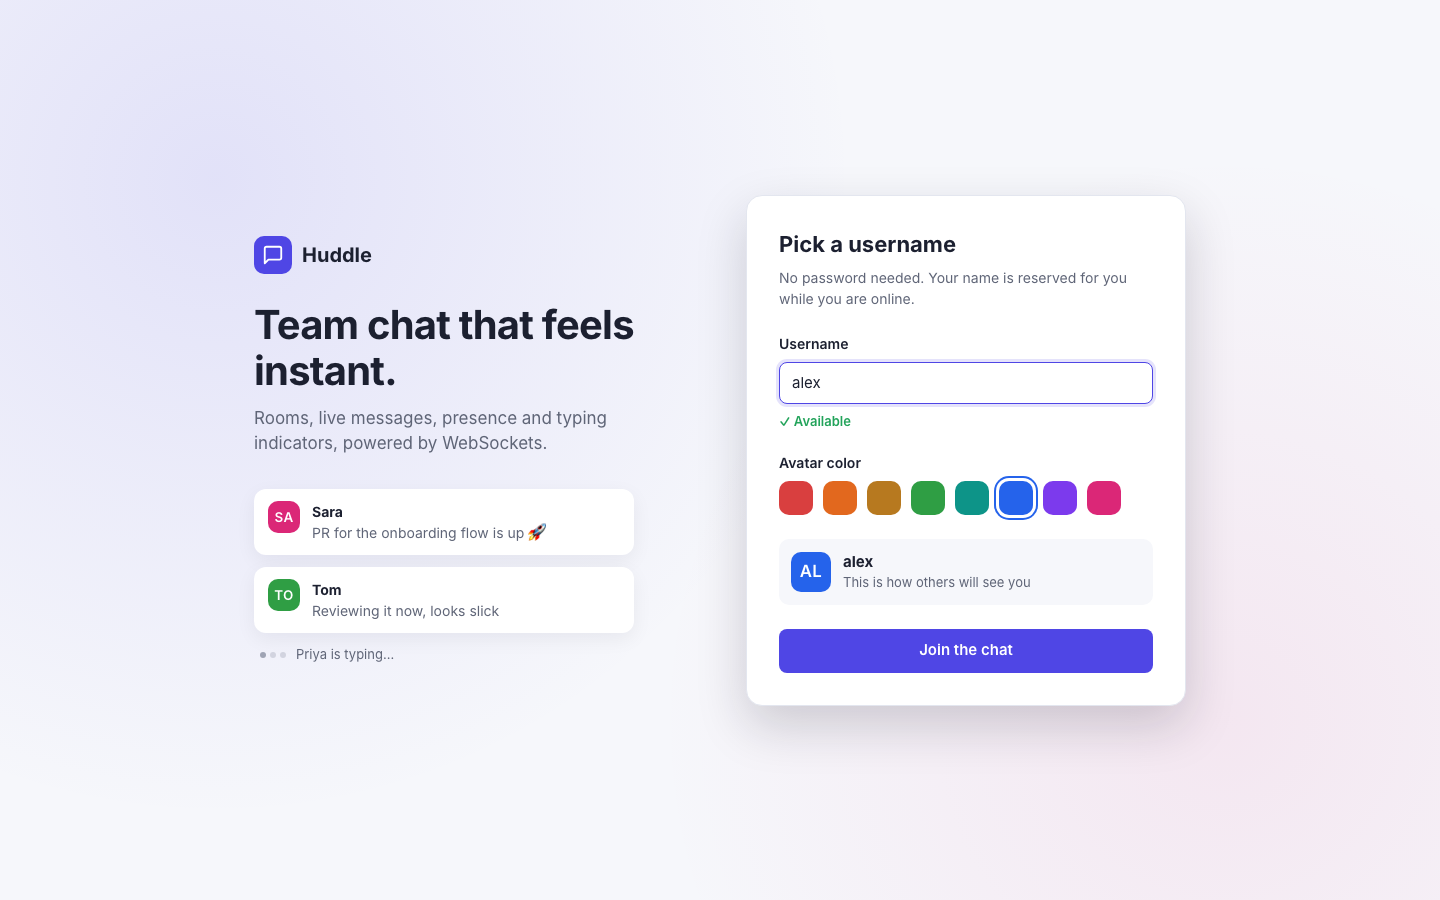 Huddle
Team chat that feels
instant.
Rooms, live messages, presence and typing
indicators, powered by WebSockets.
SA
Sara
PR for the onboarding flow is up 🚀
TO
Tom
Reviewing it now, looks slick
Priya is typing...
Pick a username
No password needed. Your name is reserved for you
while you are online.
Username
alex
✓ Available
Avatar color
AL
alex
This is how others will see you
Join the chat